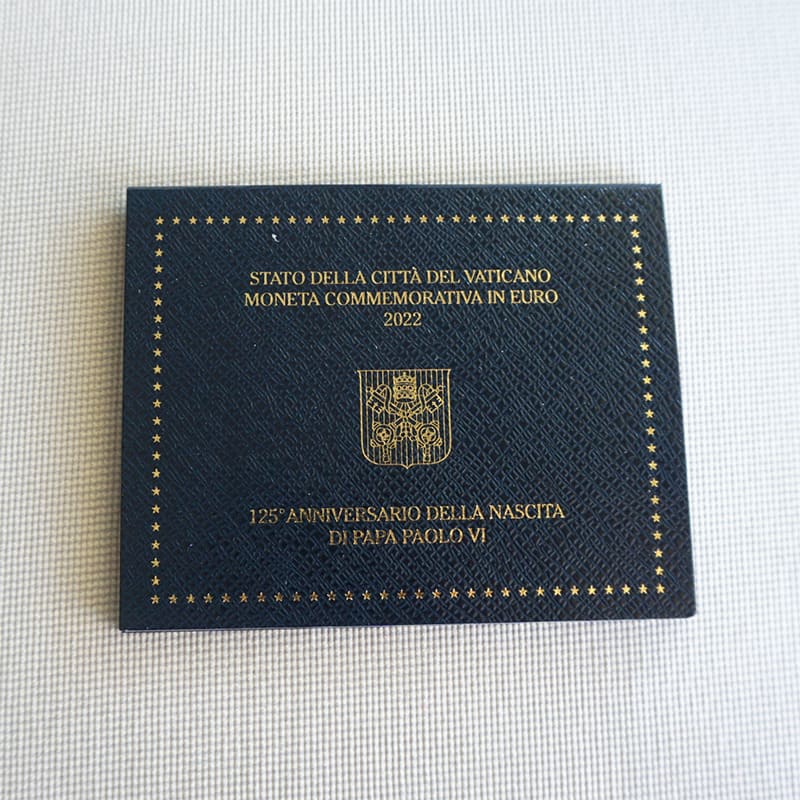 STATO DELLA CITTÀ DEL VATICANO
MONETA COMMEMORATIVA IN EURO
2022
125° ANNIVERSARIO DELLA NASCITA
DI PAPA PAOLO VI